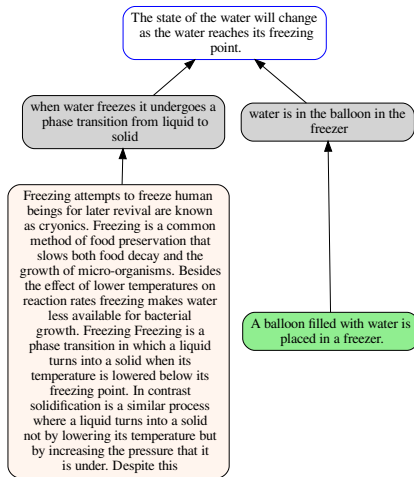 The state of the water will change
as the water reaches its freezing
point.
when water freezes it undergoes a
phase transition from liquid to
solid
water is in the balloon in the
freezer
Freezing attempts to freeze human
beings for later revival are known
as cryonics. Freezing is a common
method of food preservation that
slows both food decay and the
growth of micro-organisms. Besides
the effect of lower temperatures on
reaction rates freezing makes water
less available for bacterial
growth. Freezing Freezing is a
phase transition in which a liquid
turns into a solid when its
temperature is lowered below its
freezing point. In contrast
solidification is a similar process
where a liquid turns into a solid
not by lowering its temperature but
by increasing the pressure that it
is under. Despite this
A balloon filled with water is
placed in a freezer.